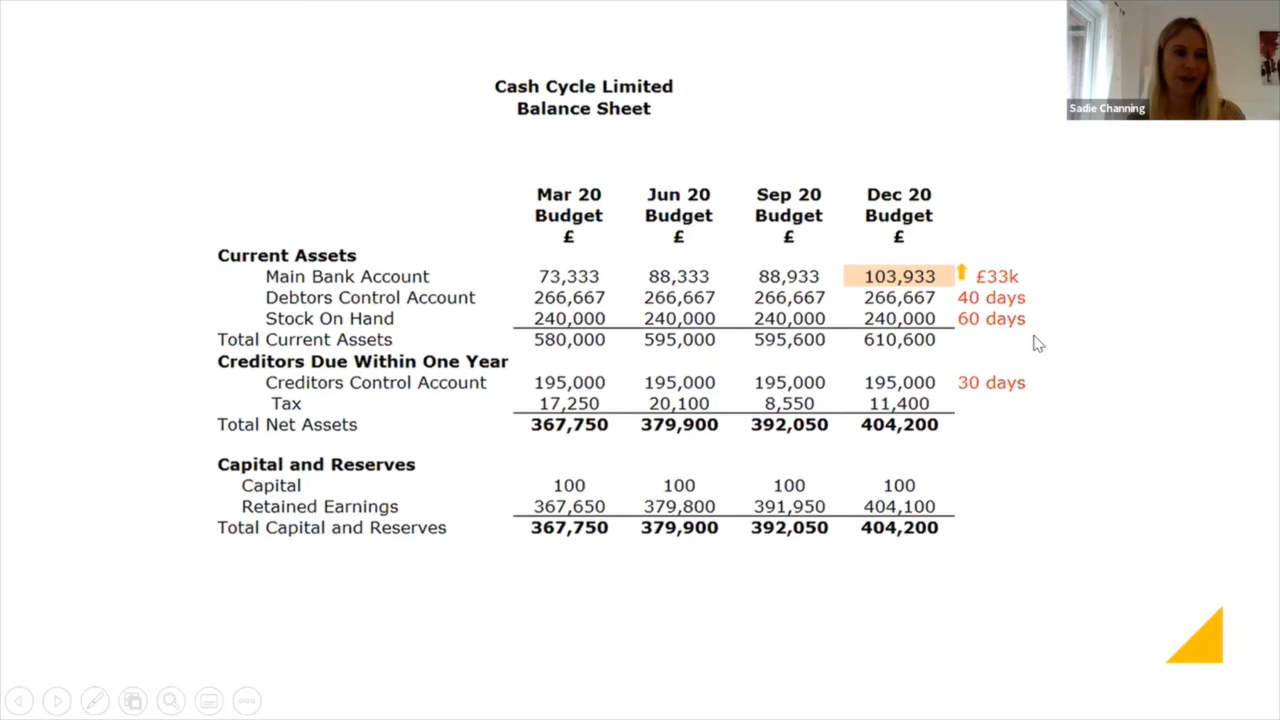 Sadie Channing
Cash Cycle Limited
Balance Sheet
Mar 20 Jun 20 Sep 20 Dec 20
Budget Budget Budget Budget
£ £ £ £
Current Assets
Main Bank Account 73,333 88,333 88,933 103,933 £33k
Debtors Control Account 266,667 266,667 266,667 266,667 40 days
Stock On Hand 240,000 240,000 240,000 240,000 60 days
Total Current Assets 580,000 595,000 595,600 610,600
Creditors Due Within One Year
Creditors Control Account 195,000 195,000 195,000 195,000 30 days
Tax 17,250 20,100 8,550 11,400
Total Net Assets 367,750 379,900 392,050 404,200
Capital and Reserves
Capital 100 100 100 100
Retained Earnings 367,650 379,800 391,950 404,100
Total Capital and Reserves 367,750 379,900 392,050 404,200